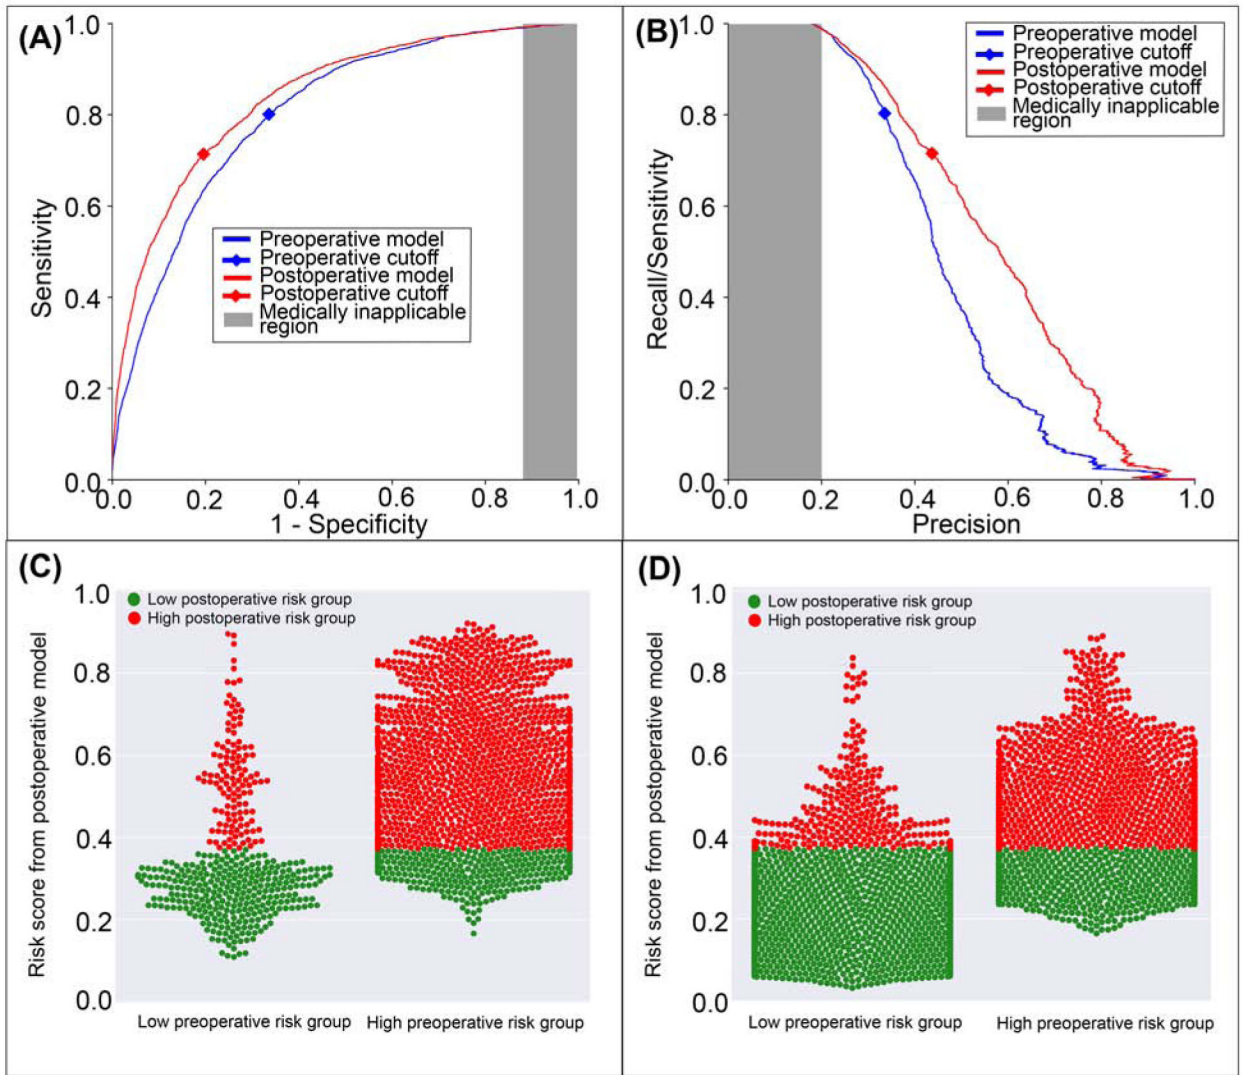 (A)
1.0
0.8
0.6
0.4
0.2
0.0
Sensitivity
Preoperative model
Preoperative cutoff
Postoperative model
Postoperative cutoff
Medically inapplicable
region
0.0 0.2 0.4 0.6 0.8 1.0
1 - Specificity
(B)
1.0
0.8
0.6
0.4
0.2
0.0
Recall/Sensitivity
Preoperative model
Preoperative cutoff
Postoperative model
Postoperative cutoff
Medically inapplicable
region
0.0 0.2 0.4 0.6 0.8 1.0
Precision
(C)
1.0
0.8
0.6
0.4
0.2
0.0
Risk score from postoperative model
Low postoperative risk group
High postoperative risk group
Low preoperative risk group High preoperative risk group
(D)
1.0
0.8
0.6
0.4
0.2
0.0
Risk score from postoperative model
Low postoperative risk group
High postoperative risk group
Low preoperative risk group High preoperative risk group